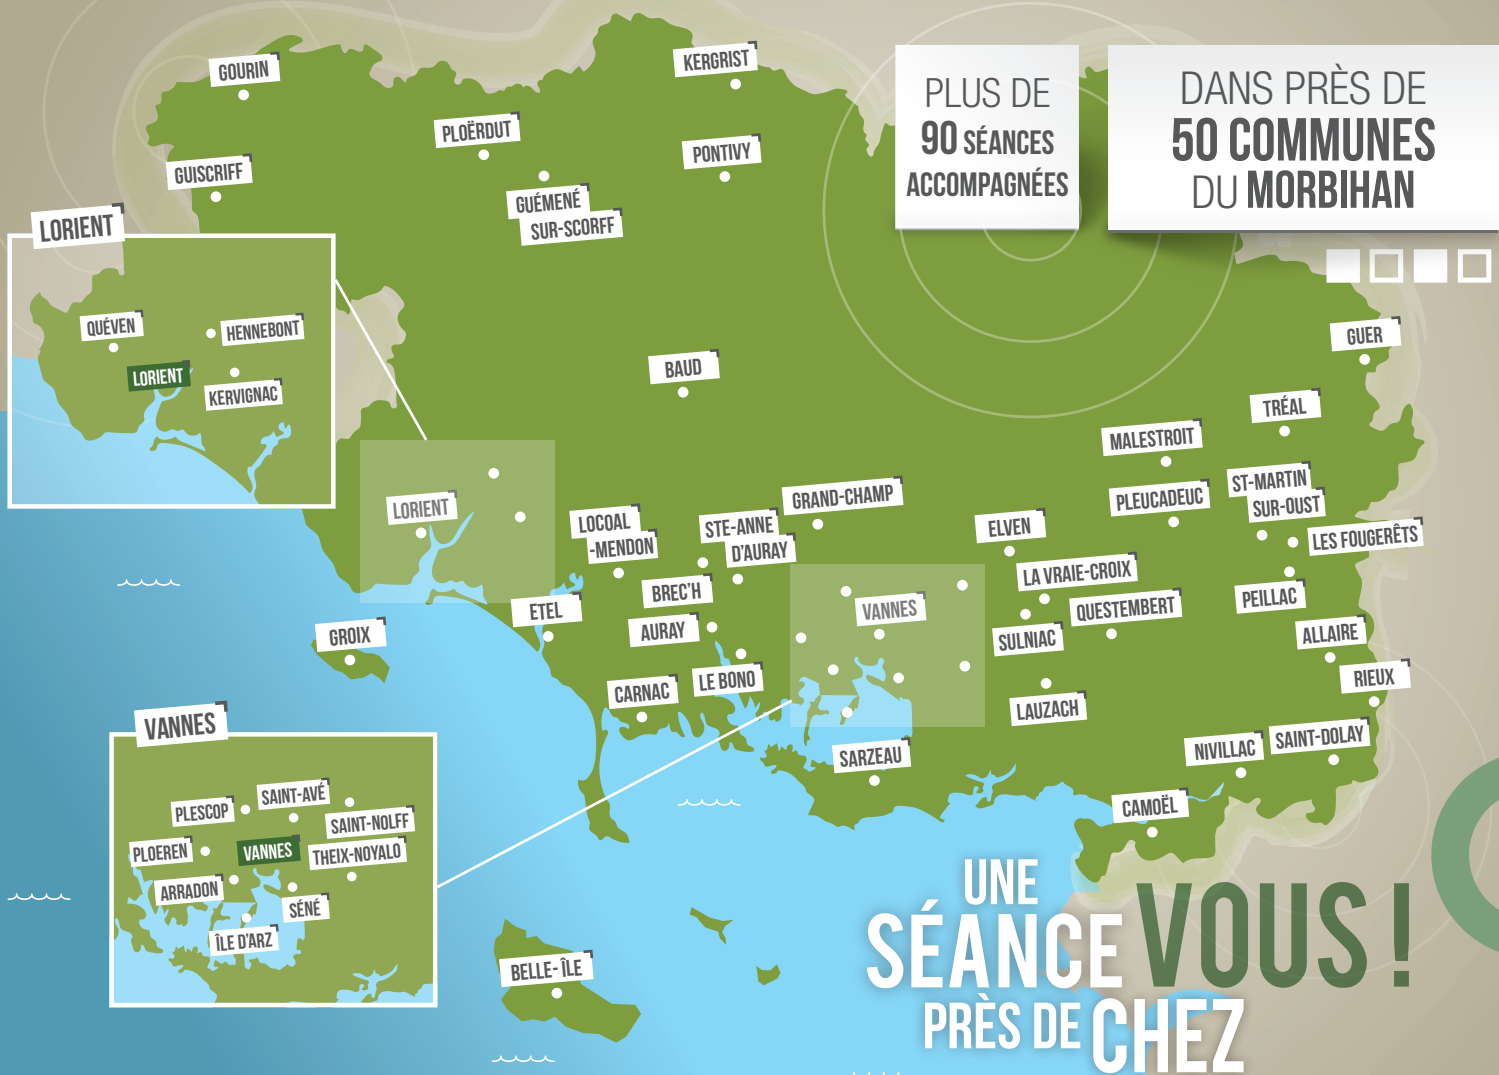 PLUS DE
90 SÉANCES
ACCOMPAGNÉES
DANS PRÈS DE
50 COMMUNES
DU MORBIHAN
GOURIN
KERGRIST
PLOËRDUT
PONTIVY
GUISCRIFF
GUÉMENÉ
SUR-SCORFF
LORIENT
QUÉVEN
HENNEBONT
LORIENT
KERVIGNAC
BAUD
GUER
TRÉAL
MALESTROIT
PLEUCADEUC
ST-MARTIN
SUR-OUST
LES FOUGERÊTS
LORIENT
LOCOAL
-MENDON
STE-ANNE
D'AURAY
GRAND-CHAMP
ELVEN
LA VRAIE-CROIX
QUESTEMBERT
PEILLAC
ETEL
BREC'H
AURAY
VANNES
SULNIAC
ALLAIRE
RIEUX
GROIX
CARNAC
LE BONO
LAUZACH
SARZEAU
NIVILLAC
SAINT-DOLAY
CAMOËL
VANNES
PLESCOP
SAINT-AVÉ
SAINT-NOLFF
PLOEREN
VANNES
THEIX-NOYALO
ARRADON
SÉNÉ
ÎLE D'ARZ
BELLE- ÎLE
UNE
SÉANCE
PRÈS DE CHEZ
VOUS !